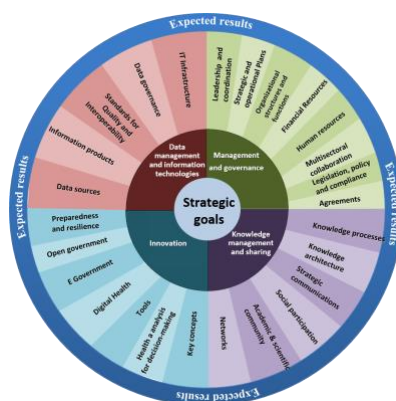 Expected results
Expected results
Expected results
Expected results
Strategic
goals
Data
management
and information
technologies
Management
and governance
Innovation
Knowledge
management
and sharing
Data sources
Information products
Standards for
Quality and
Interoperability
Data governance
IT Infrastructure
Leadership and
coordination
Strategic and
operational Plans
Organizational
structures and
functions
Financial Resources
Human resources
Multisectoral
collaboration
Legislation, policy
and compliance
Agreements
Knowledge processes
Knowledge
architecture
Strategic
communications
Social participation
Academic & scientific
community
Networks
Key concepts
Health a analysis
for decision-making
Tools
Digital Health
E Government
Open government
Preparedness
and resilience